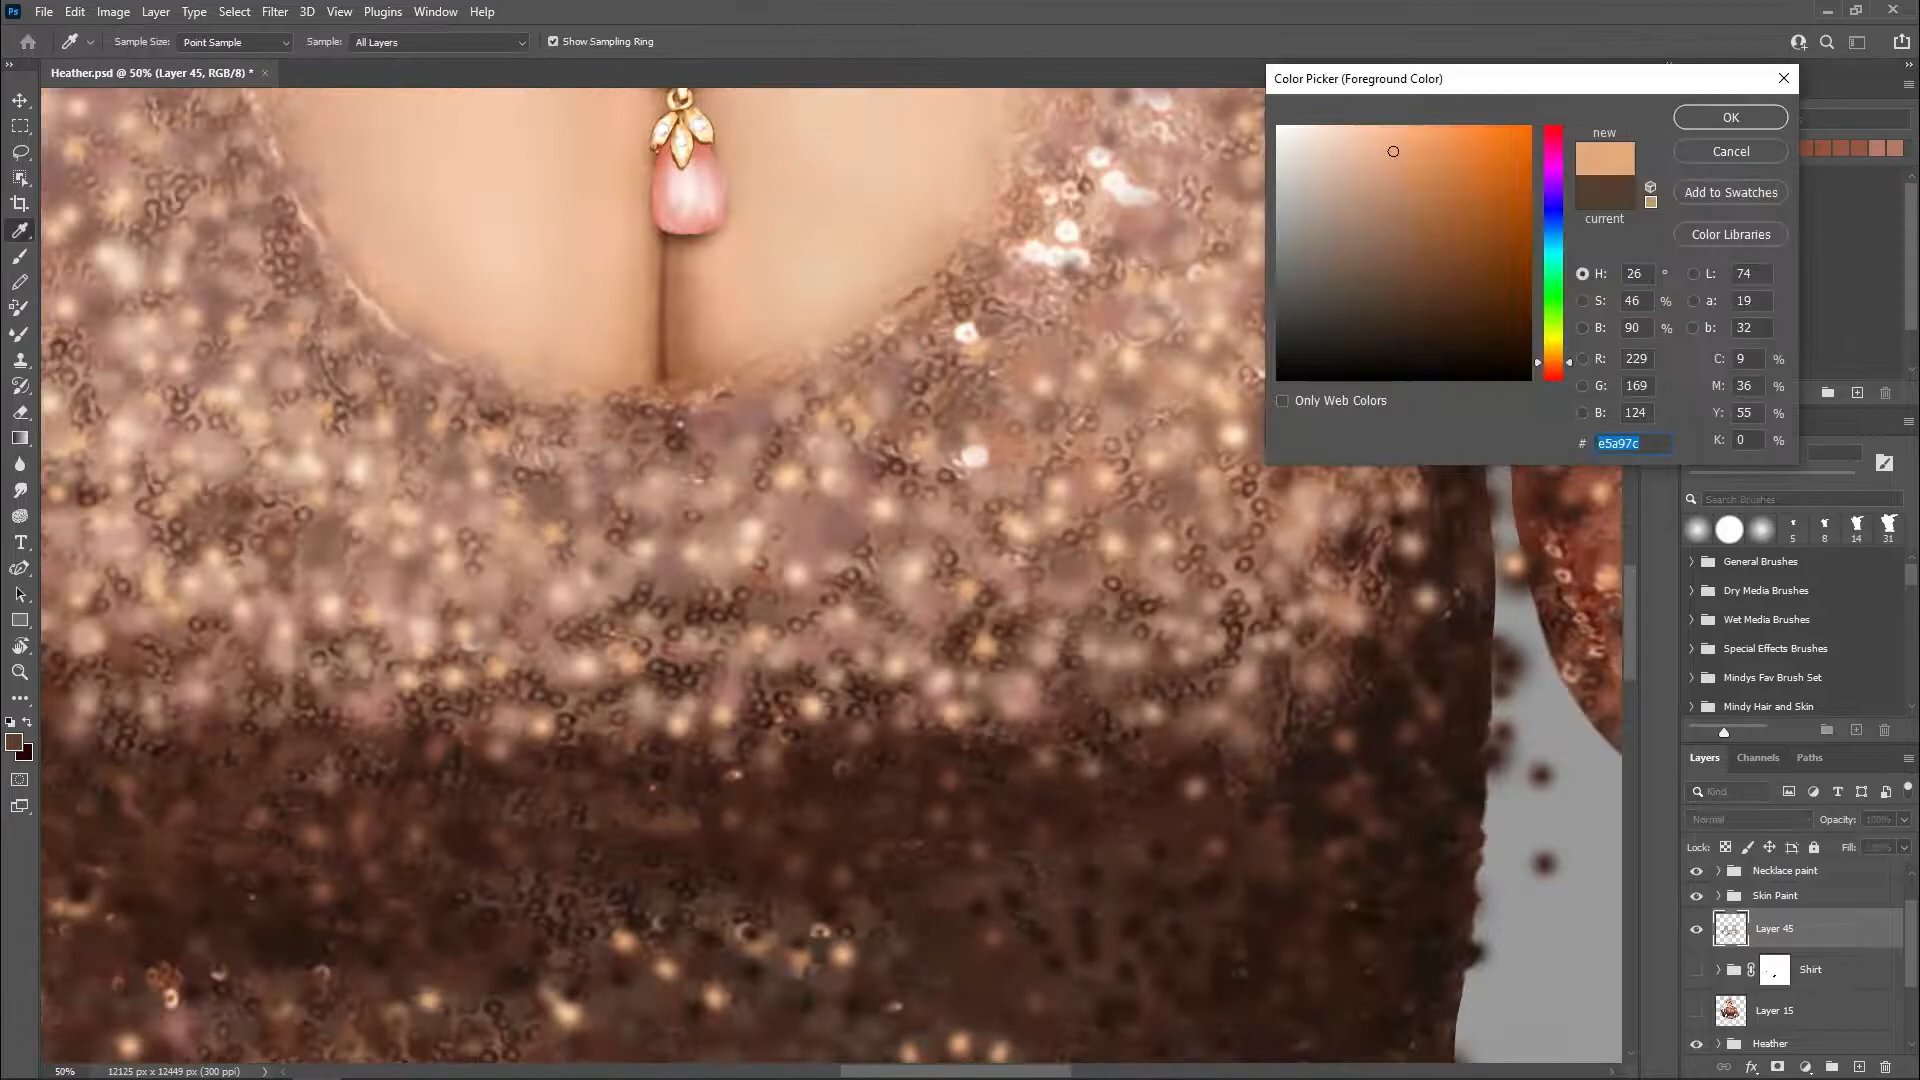 Ps File Edit Image Layer Type Select Filter 3D View Plugins Window Help
Sample Size: Point Sample Sample: All Layers Show Sampling Ring
Heather.psd @ 50% (Layer 45, RGB/8) * ×
Color Picker (Foreground Color)
new
current
OK
Cancel
Add to Swatches
Color Libraries
H: 26 ° L: 74
S: 46 % a: 19
B: 90 % b: 32
R: 229 C: 9 %
G: 169 M: 36 %
B: 124 Y: 55 %
# e5a97c K: 0 %
Only Web Colors
Search Brushes
5 8 14 31
General Brushes
Dry Media Brushes
Wet Media Brushes
Special Effects Brushes
Mindys Fav Brush Set
Mindy Hair and Skin
Layers Channels Paths
Kind
Normal Opacity: 100%
Lock: Fill:
Necklace paint
Skin Paint
Layer 45
Shirt
Layer 15
Heather
fx
50% 12125 px x 12449 px (300 ppi)